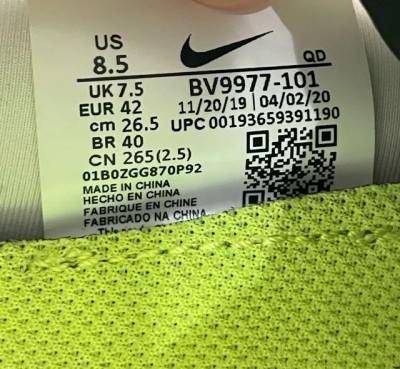 US
8.5
QD
UK 7.5
BV9977-101
EUR 42
11/20/19 | 04/02/20
cm 26.5
UPC 00193659391190
BR 40
CN 265(2.5)
01B0ZGG870P92
MADE IN CHINA
HECHO EN CHINA
FABRIQUE EN CHINE
FABRICADO NA CHINA